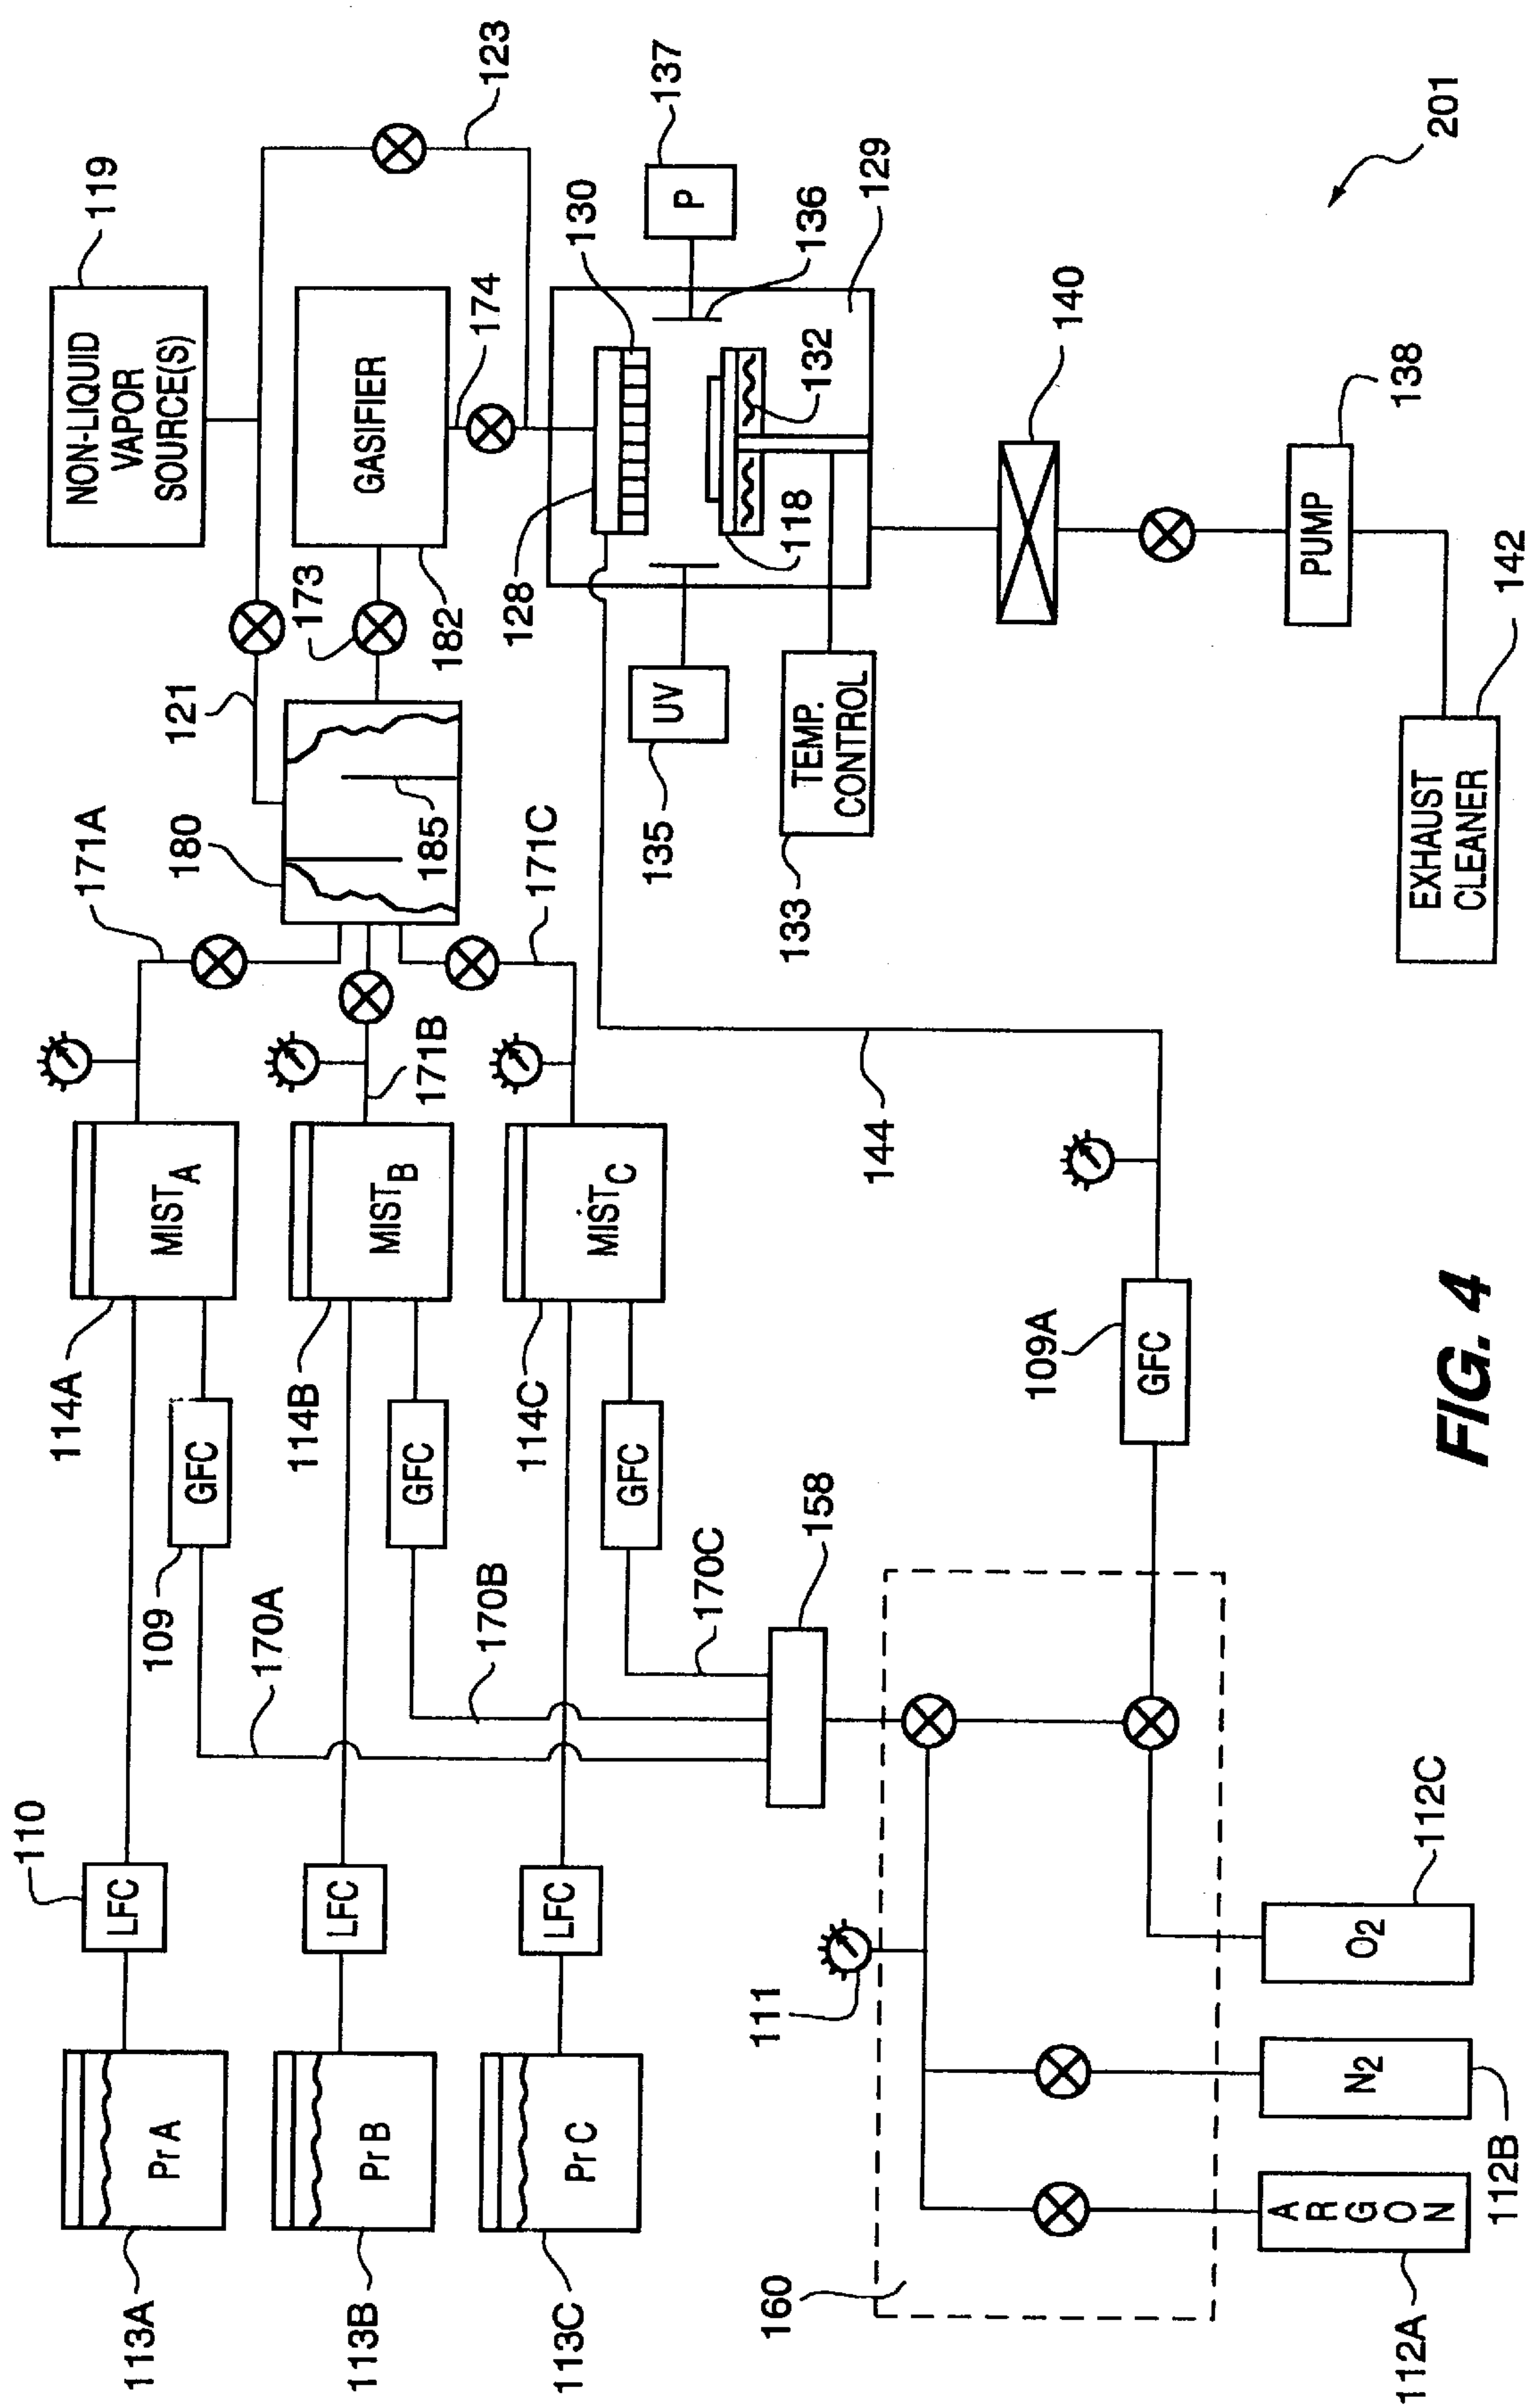 113A
PrA
110
LFC
114A
MISTA
171A
180
121
119
NON-LIQUID
VAPOR
SOURCE(S)
123
109
GFC
170A
113B
PrB
LFC
114B
MISTB
171B
185
173
182
GASIFIER
174
GFC
170B
113C
PrC
LFC
114C
MISTC
171C
128
130
137
P
136
129
GFC
170C
158
135
UV
118
132
133
TEMP.
CONTROL
144
140
160
111
109A
GFC
138
PUMP
142
EXHAUST
CLEANER
112A
ARGON
112B
N2
112C
O2
201
FIG. 4